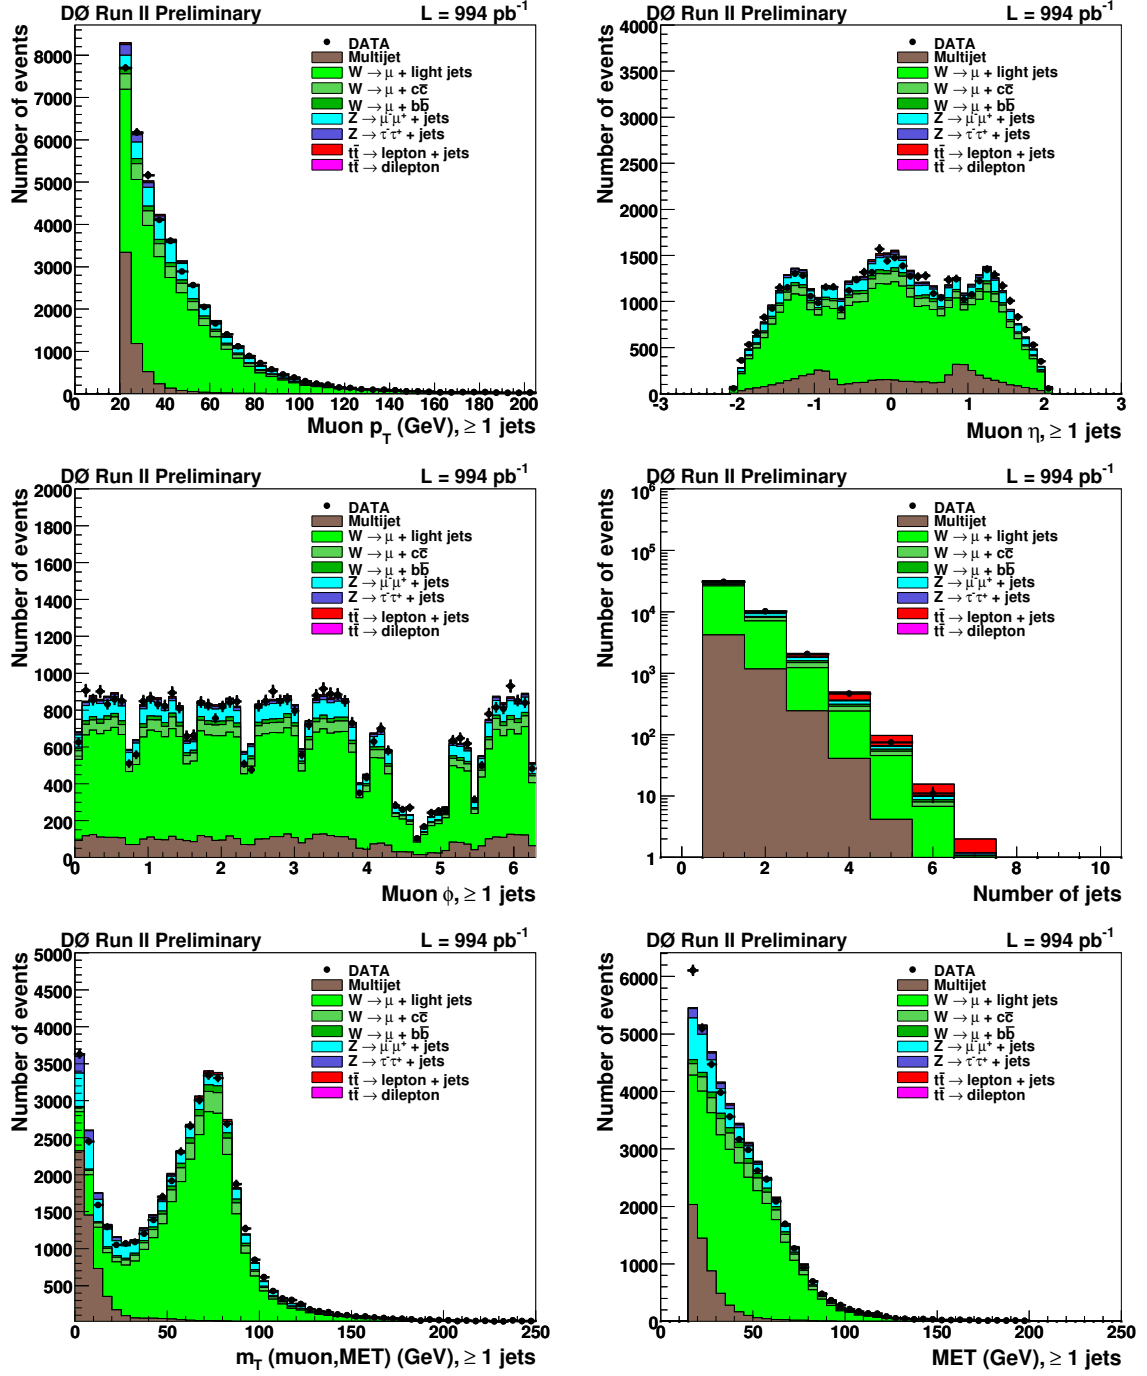 DØ Run II Preliminary L = 994 pb⁻¹
Number of events
8000
7000
6000
5000
4000
3000
2000
1000
0
DATA
Multijet
W → μ + light jets
W → μ + cc̄
W → μ + bb̄
Z → μ⁻μ⁺ + jets
Z → τ⁻τ⁺ + jets
tt̄ → lepton + jets
tt̄ → dilepton
0 20 40 60 80 100 120 140 160 180 200
Muon p_T (GeV), ≥ 1 jets
DØ Run II Preliminary L = 994 pb⁻¹
Number of events
4000
3500
3000
2500
2000
1500
1000
500
0
DATA
Multijet
W → μ + light jets
W → μ + cc̄
W → μ + bb̄
Z → μ⁻μ⁺ + jets
Z → τ⁻τ⁺ + jets
tt̄ → lepton + jets
tt̄ → dilepton
-3 -2 -1 0 1 2 3
Muon η, ≥ 1 jets
DØ Run II Preliminary L = 994 pb⁻¹
Number of events
2000
1800
1600
1400
1200
1000
800
600
400
200
0
DATA
Multijet
W → μ + light jets
W → μ + cc̄
W → μ + bb̄
Z → μ⁻μ⁺ + jets
Z → τ⁻τ⁺ + jets
tt̄ → lepton + jets
tt̄ → dilepton
0 1 2 3 4 5 6
Muon ϕ, ≥ 1 jets
DØ Run II Preliminary L = 994 pb⁻¹
Number of events
10⁶
10⁵
10⁴
10³
10²
10
1
DATA
Multijet
W → μ + light jets
W → μ + cc̄
W → μ + bb̄
Z → μ⁻μ⁺ + jets
Z → τ⁻τ⁺ + jets
tt̄ → lepton + jets
tt̄ → dilepton
0 2 4 6 8 10
Number of jets
DØ Run II Preliminary L = 994 pb⁻¹
Number of events
5000
4500
4000
3500
3000
2500
2000
1500
1000
500
DATA
Multijet
W → μ + light jets
W → μ + cc̄
W → μ + bb̄
Z → μ⁻μ⁺ + jets
Z → τ⁻τ⁺ + jets
tt̄ → lepton + jets
tt̄ → dilepton
0 50 100 150 200 250
m_T (muon,MET) (GeV), ≥ 1 jets
DØ Run II Preliminary L = 994 pb⁻¹
Number of events
6000
5000
4000
3000
2000
1000
0
DATA
Multijet
W → μ + light jets
W → μ + cc̄
W → μ + bb̄
Z → μ⁻μ⁺ + jets
Z → τ⁻τ⁺ + jets
tt̄ → lepton + jets
tt̄ → dilepton
0 50 100 150 200 250
MET (GeV), ≥ 1 jets